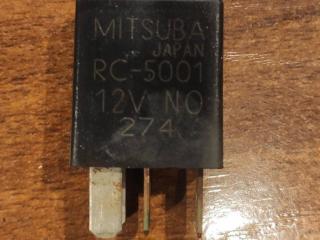 MITSUBA
JAPAN
RC-5001
12V NO
274